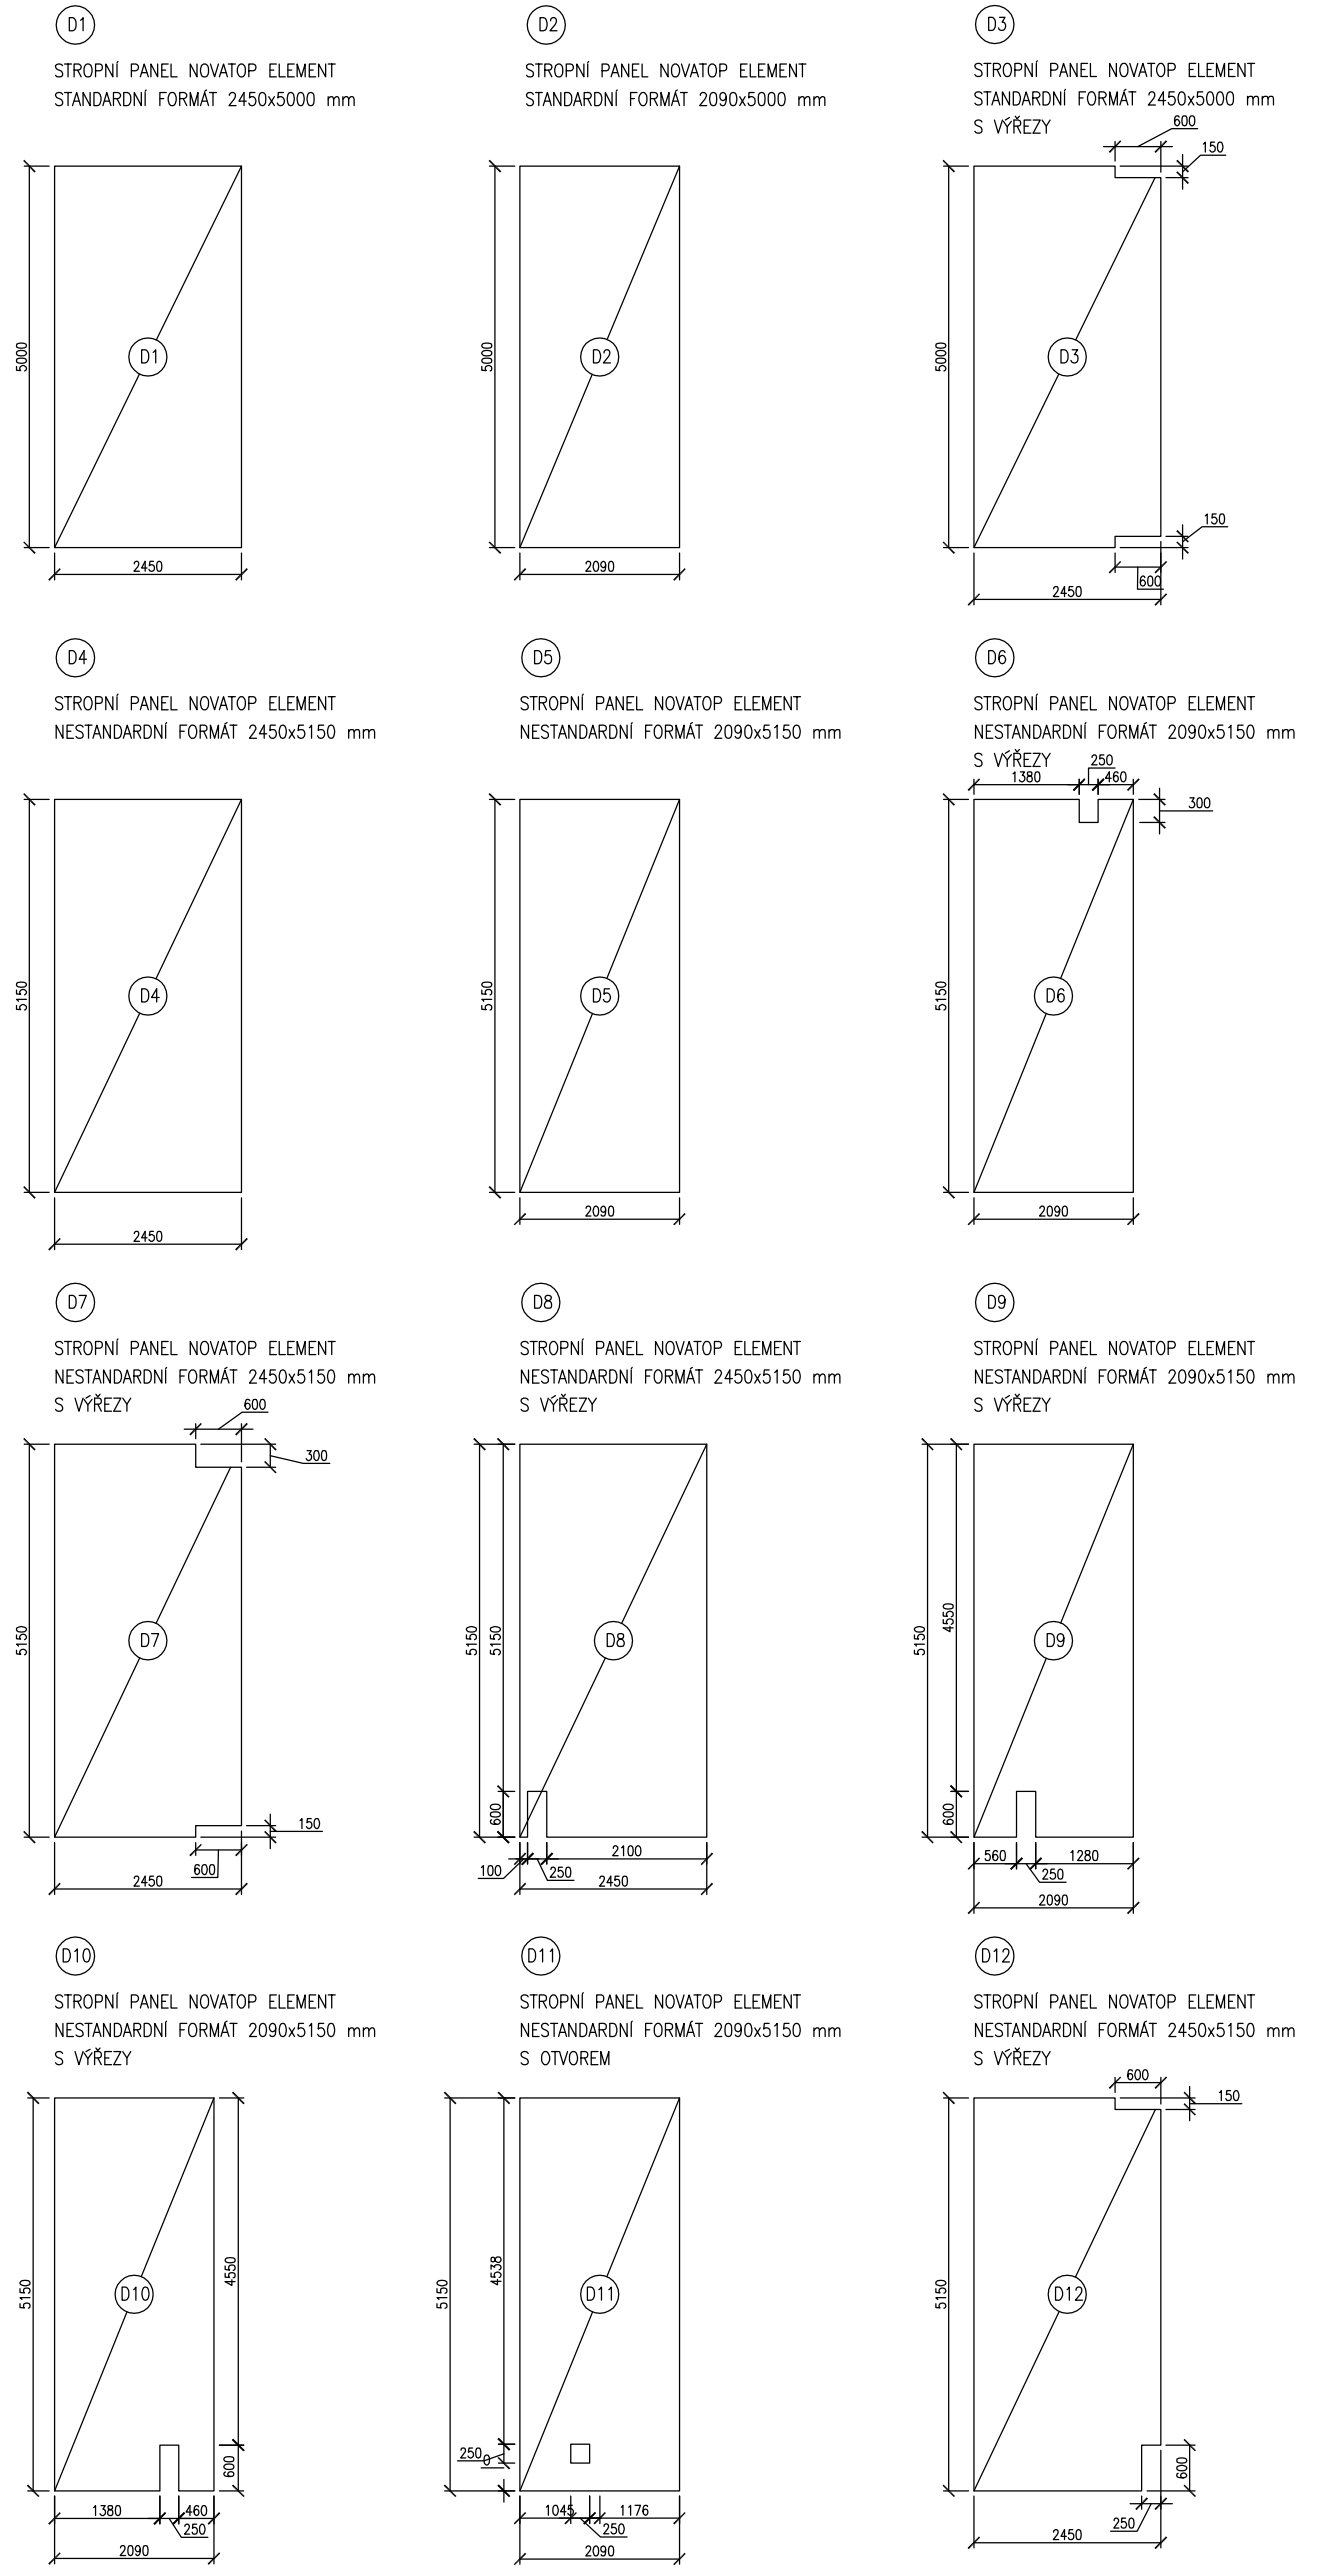 D1
STROPNÍ PANEL NOVATOP ELEMENT
STANDARDNÍ FORMÁT 2450x5000 mm
5000
D1
2450
D2
STROPNÍ PANEL NOVATOP ELEMENT
STANDARDNÍ FORMÁT 2090x5000 mm
5000
D2
2090
D3
STROPNÍ PANEL NOVATOP ELEMENT
STANDARDNÍ FORMÁT 2450x5000 mm
S VÝŘEZY
600
150
5000
D3
150
600
2450
D4
STROPNÍ PANEL NOVATOP ELEMENT
NESTANDARDNÍ FORMÁT 2450x5150 mm
5150
D4
2450
D5
STROPNÍ PANEL NOVATOP ELEMENT
NESTANDARDNÍ FORMÁT 2090x5150 mm
5150
D5
2090
D6
STROPNÍ PANEL NOVATOP ELEMENT
NESTANDARDNÍ FORMÁT 2090x5150 mm
S VÝŘEZY
250
1380
460
300
5150
D6
2090
D7
STROPNÍ PANEL NOVATOP ELEMENT
NESTANDARDNÍ FORMÁT 2450x5150 mm
S VÝŘEZY
600
300
5150
D7
150
600
2450
D8
STROPNÍ PANEL NOVATOP ELEMENT
NESTANDARDNÍ FORMÁT 2450x5150 mm
S VÝŘEZY
5150
5150
D8
600
2100
100
250
2450
D9
STROPNÍ PANEL NOVATOP ELEMENT
NESTANDARDNÍ FORMÁT 2090x5150 mm
S VÝŘEZY
5150
4550
D9
600
560
1280
250
2090
D10
STROPNÍ PANEL NOVATOP ELEMENT
NESTANDARDNÍ FORMÁT 2090x5150 mm
S VÝŘEZY
5150
D10
4550
600
1380
460
250
2090
D11
STROPNÍ PANEL NOVATOP ELEMENT
NESTANDARDNÍ FORMÁT 2090x5150 mm
S OTVOREM
5150
4538
D11
250
0
1045
1176
250
2090
D12
STROPNÍ PANEL NOVATOP ELEMENT
NESTANDARDNÍ FORMÁT 2450x5150 mm
S VÝŘEZY
600
150
5150
D12
600
250
2450